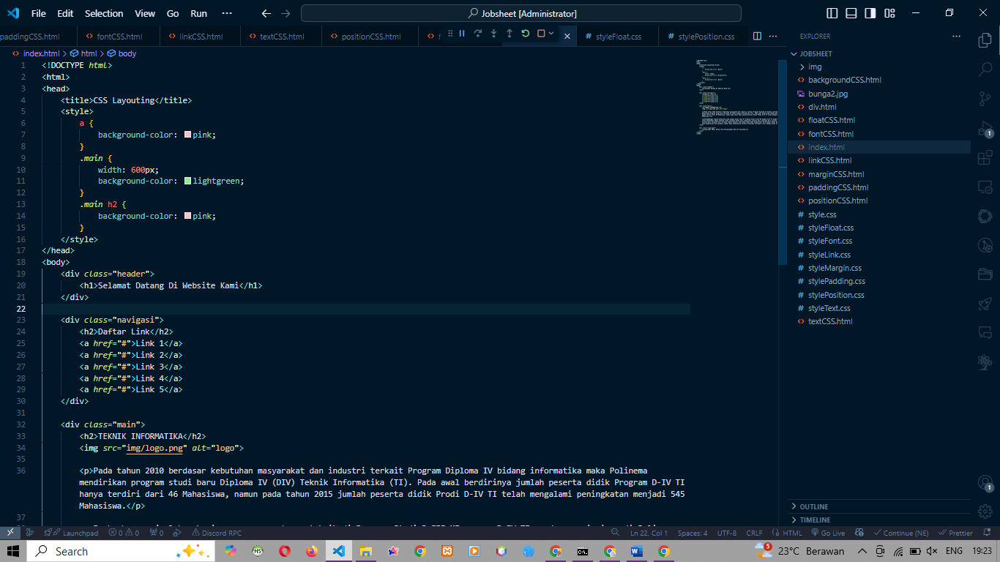 File Edit Selection View Go Run ··· Jobsheet [Administrator]
paddingCSS.html fontCSS.html linkCSS.html textCSS.html positionCSS.html f styleFloat.css stylePosition.css
index.html > html > body
1 <!DOCTYPE html>
2 <html>
3 <head>
4 <title>CSS Layouting</title>
5 <style>
6 a {
7 background-color: pink;
8 }
9 .main {
10 width: 600px;
11 background-color: lightgreen;
12 }
13 .main h2 {
14 background-color: pink;
15 }
16 </style>
17 </head>
18 <body>
19 <div class="header">
20 <h1>Selamat Datang Di Website Kami</h1>
21 </div>
22
23 <div class="navigasi">
24 <h2>Daftar Link</h2>
25 <a href="#">Link 1</a>
26 <a href="#">Link 2</a>
27 <a href="#">Link 3</a>
28 <a href="#">Link 4</a>
29 <a href="#">Link 5</a>
30 </div>
31
32 <div class="main">
33 <h2>TEKNIK INFORMATIKA</h2>
34 <img src="img/logo.png" alt="logo">
35
36 <p>Pada tahun 2010 berdasar kebutuhan masyarakat dan industri terkait Program Diploma IV bidang informatika maka Polinema
mendirikan program studi baru Diploma IV (DIV) Teknik Informatika (TI). Pada awal berdirinya jumlah peserta didik Program D-IV TI
hanya terdiri dari 46 Mahasiswa, namun pada tahun 2015 jumlah peserta didik Prodi D-IV TI telah mengalami peningkatan menjadi 545
Mahasiswa.</p>
37
EXPLORER ···
JOBSHEET
img
backgroundCSS.html
bunga2.jpg
div.html
floatCSS.html
fontCSS.html
index.html
linkCSS.html
marginCSS.html
paddingCSS.html
positionCSS.html
style.css
styleFloat.css
styleFont.css
styleLink.css
styleMargin.css
stylePadding.css
stylePosition.css
styleText.css
textCSS.html
OUTLINE
TIMELINE
1
1
Launchpad 0 0 0 Discord RPC Ln 22, Col 1 Spaces: 4 UTF-8 CRLF {} HTML Go Live Continue (NE) Prettier
Search HS 5 23°C Berawan ENG 19:23